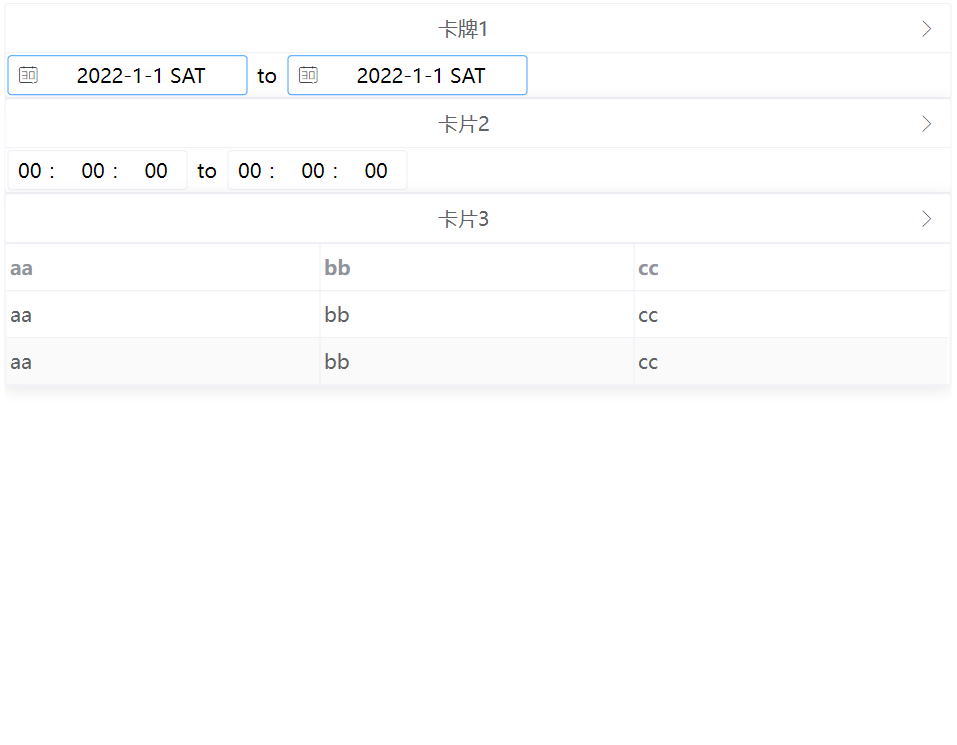 卡牌1
30 2022-1-1 SAT to 30 2022-1-1 SAT
卡片2
00 : 00 : 00 to 00 : 00 : 00
卡片3
aa bb cc
aa bb cc
aa bb cc